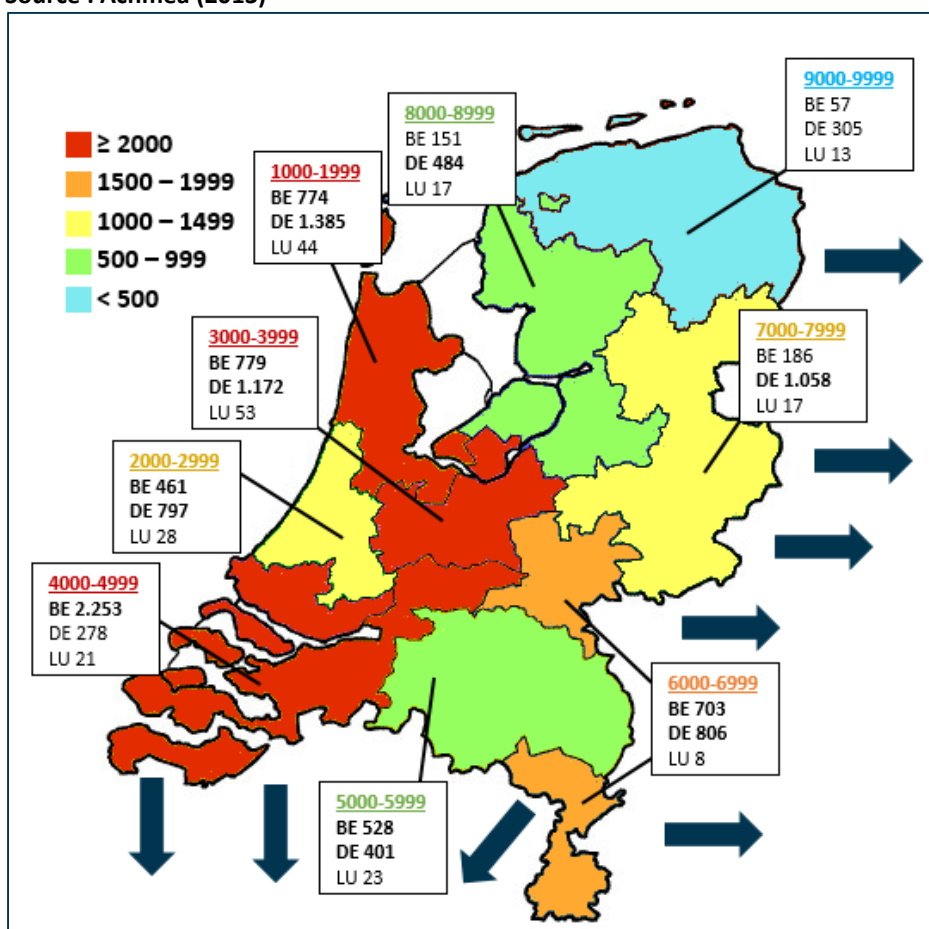 Source : Achmea (2015)
≥ 2000
1500 – 1999
1000 – 1499
500 – 999
< 500
9000-9999
BE 57
DE 305
LU 13
8000-8999
BE 151
DE 484
LU 17
1000-1999
BE 774
DE 1.385
LU 44
3000-3999
BE 779
DE 1.172
LU 53
7000-7999
BE 186
DE 1.058
LU 17
2000-2999
BE 461
DE 797
LU 28
4000-4999
BE 2.253
DE 278
LU 21
6000-6999
BE 703
DE 806
LU 8
5000-5999
BE 528
DE 401
LU 23